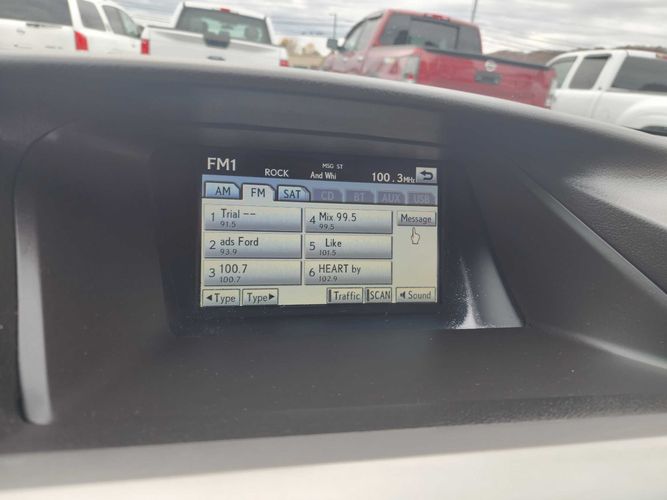 FM1 ROCK MSG ST
And Whi 100.3MHz
AM FM SAT CD BT AUX USB
1 Trial -- 91.5
4 Mix 99.5 99.5
Message
2 ads Ford 93.9
5 Like 101.5
3 100.7 100.7
6 HEART by 102.9
◄Type Type► Traffic SCAN ◄Sound